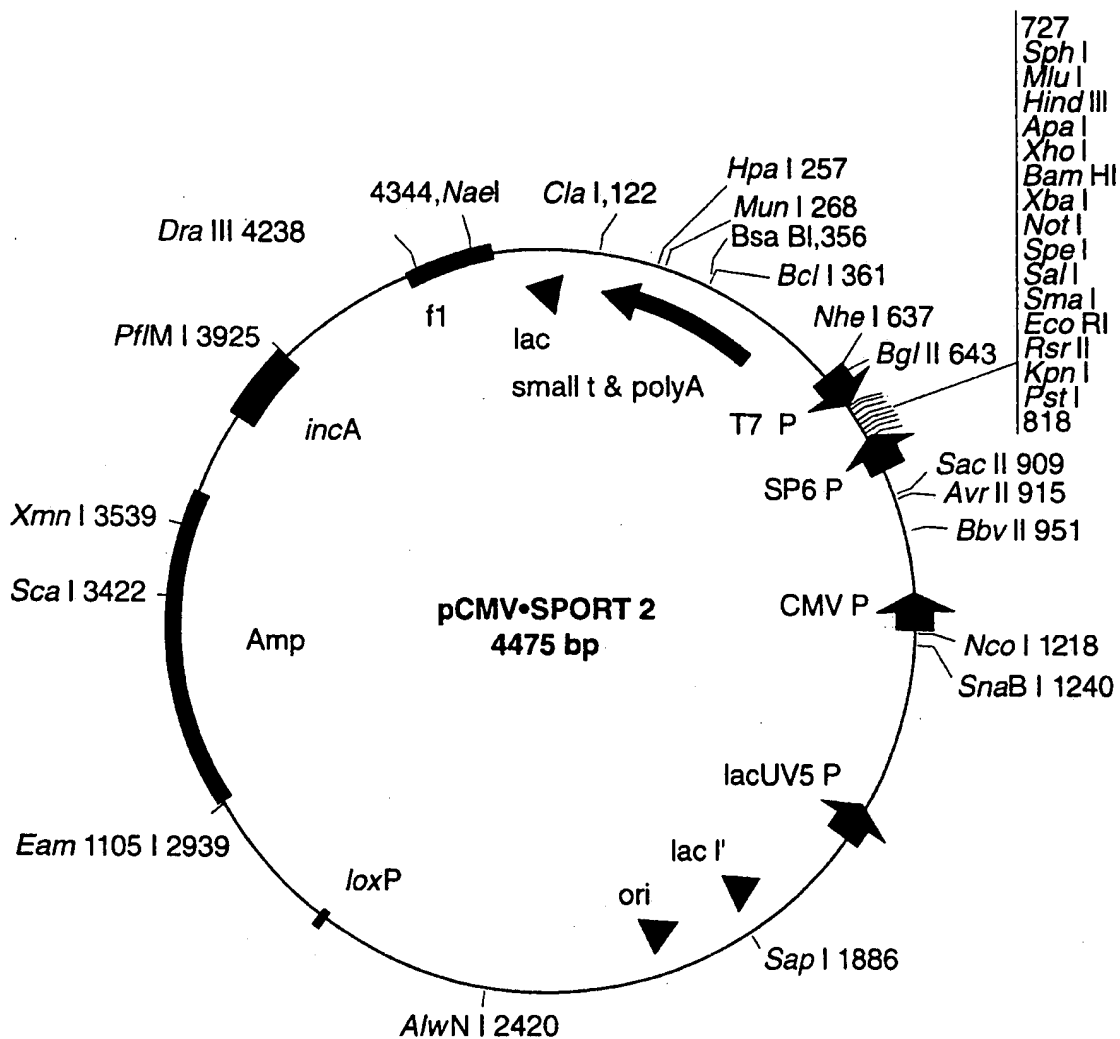 727
Sph I
Mlu I
Hind III
Apa I
Xho I
Bam HI
Xba I
Not I
Spe I
Sal I
Sma I
Eco RI
Rsr II
Kpn I
Pst I
818
Hpa I 257
Mun I 268
Bsa BI,356
Bcl I 361
Cla I,122
4344,NaeI
Dra III 4238
f1
lac
small t & polyA
Nhe I 637
Bgl II 643
T7 P
SP6 P
PflM I 3925
incA
Sac II 909
Avr II 915
Bbv II 951
Xmn I 3539
Sca I 3422
Amp
pCMV•SPORT 2
4475 bp
CMV P
Nco I 1218
SnaB I 1240
lacUV5 P
Eam 1105 I 2939
loxP
lac I'
ori
Sap I 1886
AlwN I 2420